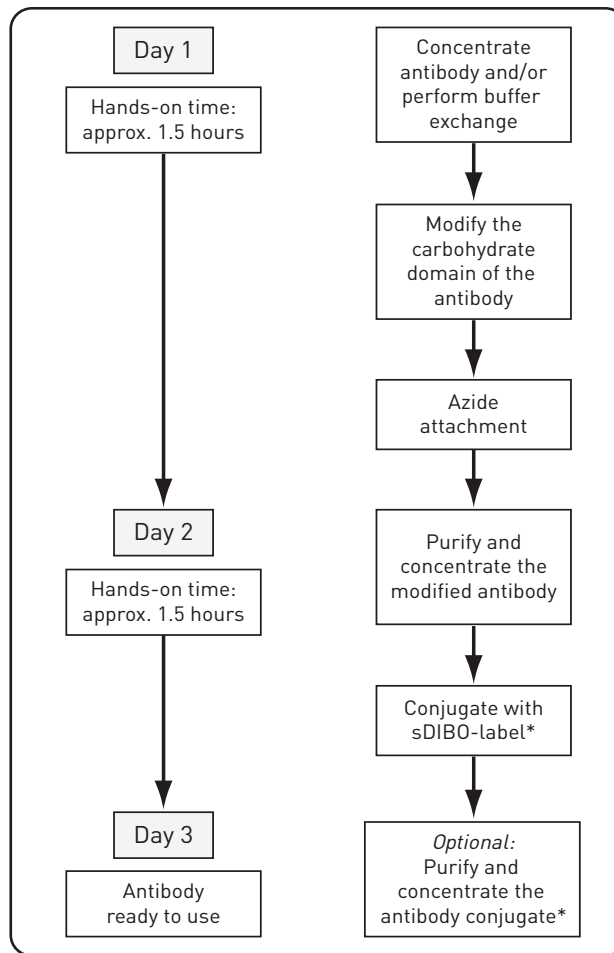 Day 1
Hands-on time:
approx. 1.5 hours
Day 2
Hands-on time:
approx. 1.5 hours
Day 3
Antibody
ready to use
Concentrate
antibody and/or
perform buffer
exchange
Modify the
carbohydrate
domain of the
antibody
Azide
attachment
Purify and
concentrate the
modified antibody
Conjugate with
sDIBO-label*
Optional:
Purify and
concentrate the
antibody conjugate*